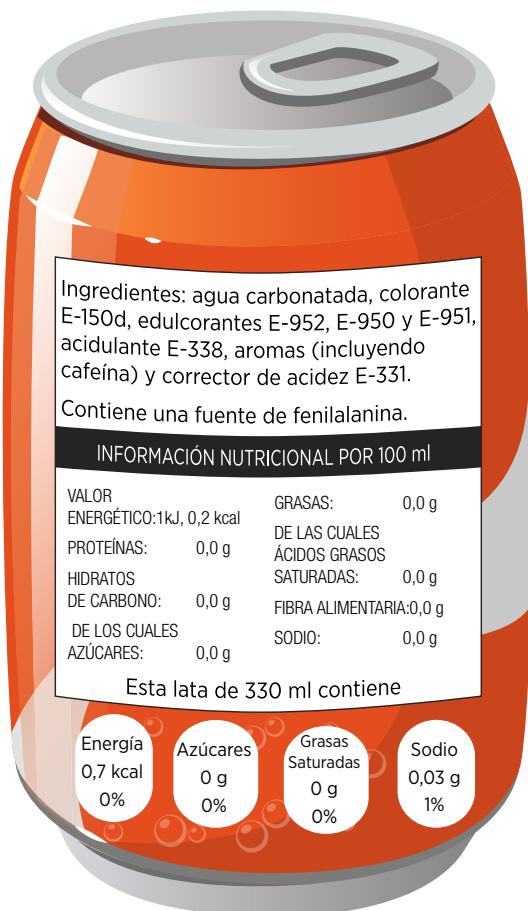 Ingredientes: agua carbonatada, colorante
E-150d, edulcorantes E-952, E-950 y E-951,
acidulante E-338, aromas (incluyendo
cafeína) y corrector de acidez E-331.
Contiene una fuente de fenilalanina.
INFORMACIÓN NUTRICIONAL POR 100 ml
VALOR
ENERGÉTICO:1kJ, 0,2 kcal
PROTEÍNAS: 0,0 g
HIDRATOS
DE CARBONO: 0,0 g
DE LOS CUALES
AZÚCARES: 0,0 g
GRASAS: 0,0 g
DE LAS CUALES
ÁCIDOS GRASOS
SATURADAS: 0,0 g
FIBRA ALIMENTARIA:0,0 g
SODIO: 0,0 g
Esta lata de 330 ml contiene
Energía
0,7 kcal
0%
Azúcares
0 g
0%
Grasas
Saturadas
0 g
0%
Sodio
0,03 g
1%